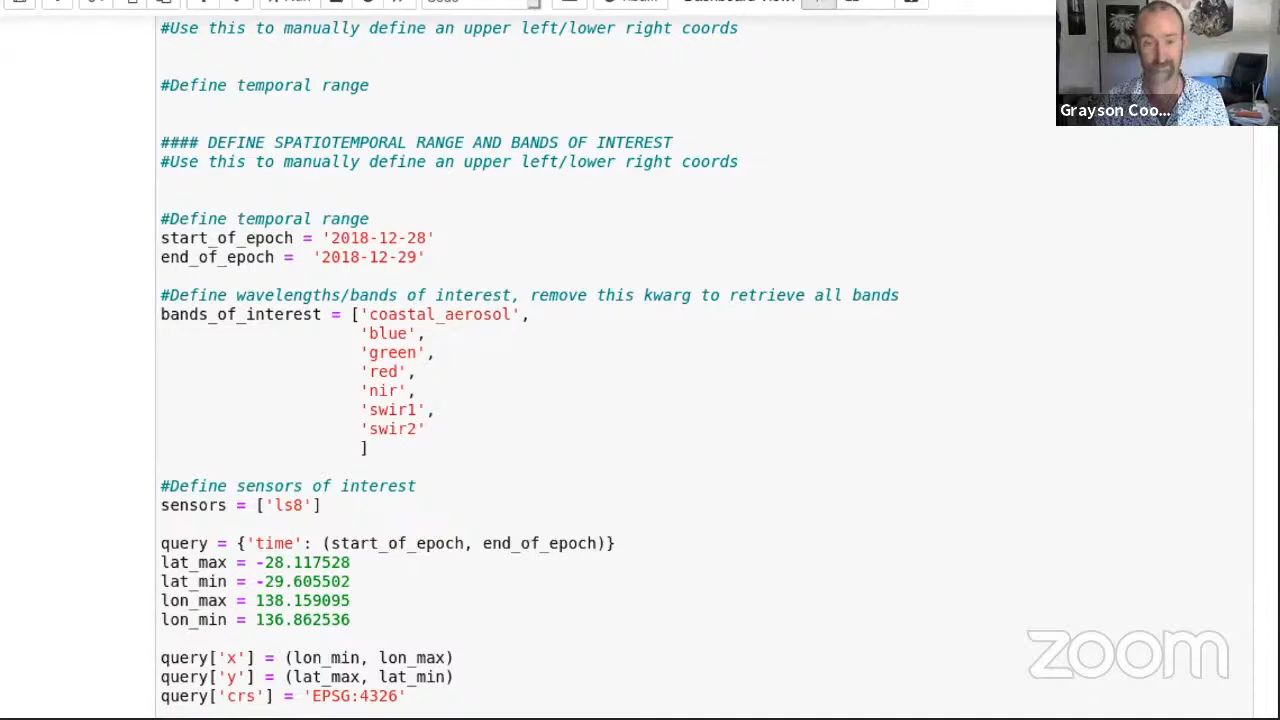 #Use this to manually define an upper left/lower right coords
#Define temporal range
#### DEFINE SPATIOTEMPORAL RANGE AND BANDS OF INTEREST
#Use this to manually define an upper left/lower right coords
#Define temporal range
start_of_epoch = '2018-12-28'
end_of_epoch =  '2018-12-29'
#Define wavelengths/bands of interest, remove this kwarg to retrieve all bands
bands_of_interest = ['coastal_aerosol',
'blue',
'green',
'red',
'nir',
'swir1',
'swir2'
]
#Define sensors of interest
sensors = ['ls8']
query = {'time': (start_of_epoch, end_of_epoch)}
lat_max = -28.117528
lat_min = -29.605502
lon_max = 138.159095
lon_min = 136.862536
query['x'] = (lon_min, lon_max)
query['y'] = (lat_max, lat_min)
query['crs'] = 'EPSG:4326'
Grayson Coo...
zoom